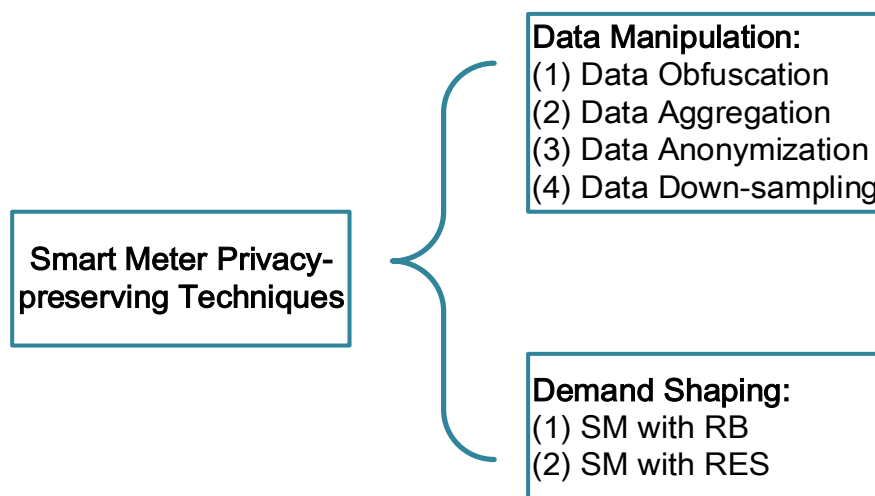 Data Manipulation:
(1) Data Obfuscation
(2) Data Aggregation
(3) Data Anonymization
(4) Data Down-sampling
Smart Meter Privacy-
preserving Techniques
Demand Shaping:
(1) SM with RB
(2) SM with RES